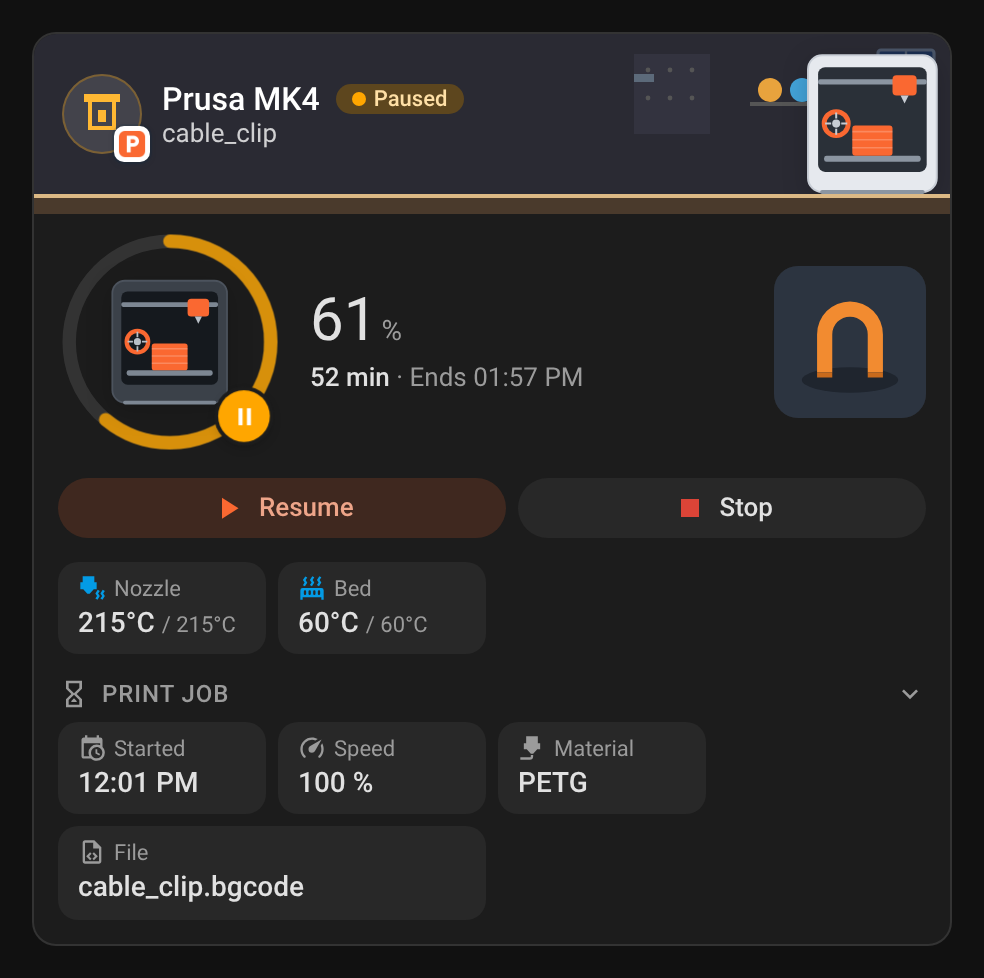 Prusa MK4
Paused
cable_clip
P
61 %
52 min · Ends 01:57 PM
Resume
Stop
Nozzle
215°C / 215°C
Bed
60°C / 60°C
PRINT JOB
Started
12:01 PM
Speed
100 %
Material
PETG
File
cable_clip.bgcode